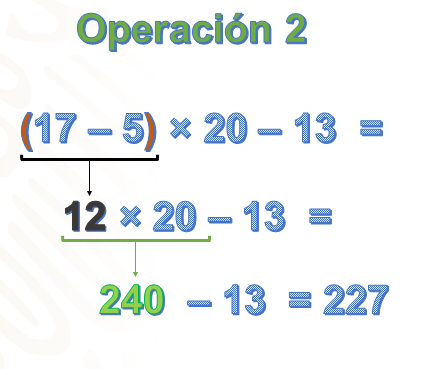 Operación 2
(17 – 5) × 20 – 13 =
12 × 20 – 13 =
240 – 13 = 227